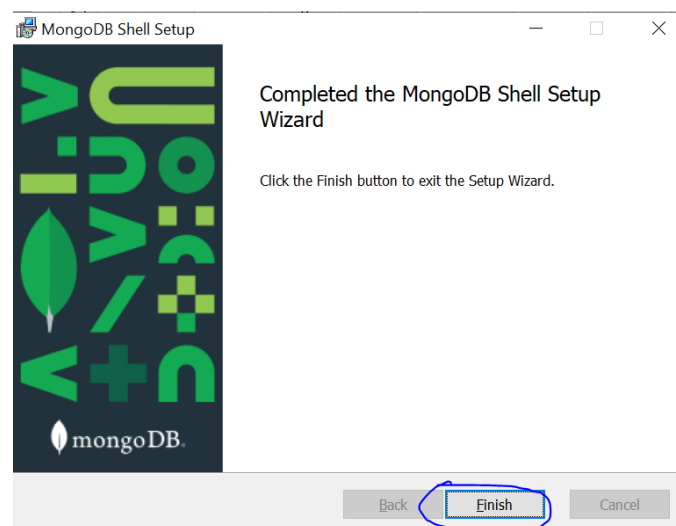 MongoDB Shell Setup
Completed the MongoDB Shell Setup
Wizard
Click the Finish button to exit the Setup Wizard.
mongoDB.
Back
Finish
Cancel